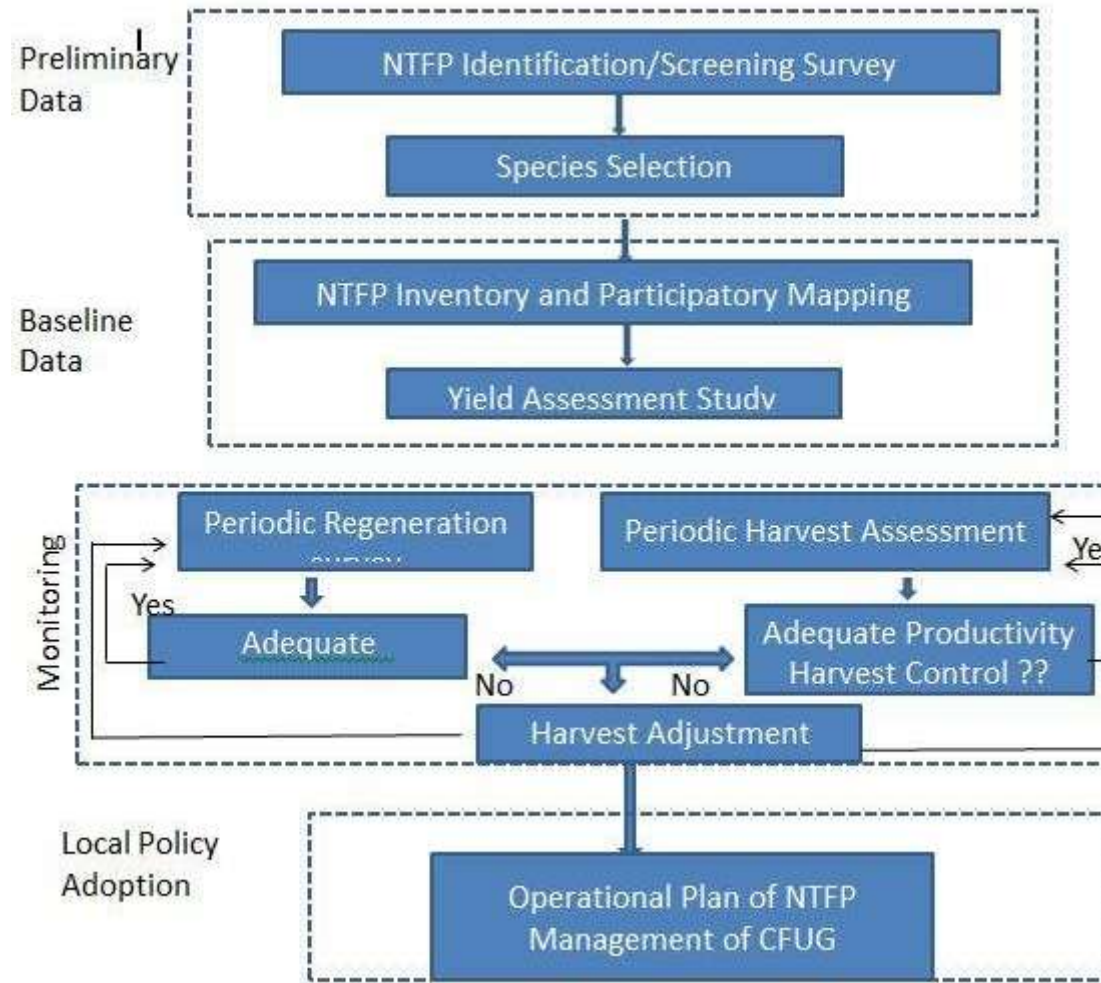 Preliminary
Data
NTFP Identification/Screening Survey
Species Selection
Baseline
Data
NTFP Inventory and Participatory Mapping
Yield Assessment Study
Monitoring
Periodic Regeneration
Periodic Harvest Assessment
Yes
Ye
Adequate
Adequate Productivity
Harvest Control ??
No
No
Harvest Adjustment
Local Policy
Adoption
Operational Plan of NTFP
Management of CFUG